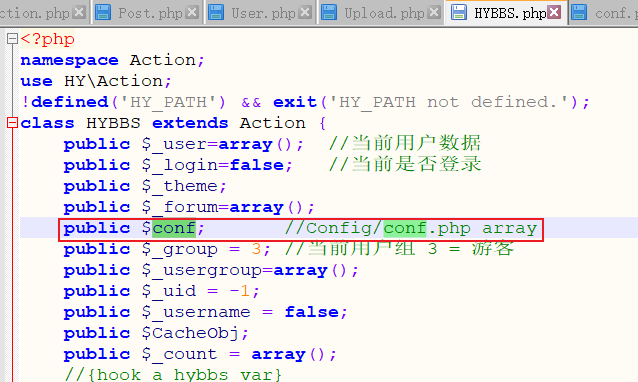 ction.php Post.php User.php Upload.php HYBBS.php conf.p
<?php
namespace Action;
use HY\Action;
!defined('HY_PATH') && exit('HY_PATH not defined.');
class HYBBS extends Action {
public $_user=array(); //当前用户数据
public $_login=false; //当前是否登录
public $_theme;
public $_forum=array();
public $conf; //Config/conf.php array
public $_group = 3; //当前用户组 3 = 游客
public $_usergroup=array();
public $_uid = -1;
public $_username = false;
public $CacheObj;
public $_count = array();
//{hook a hybbs var}